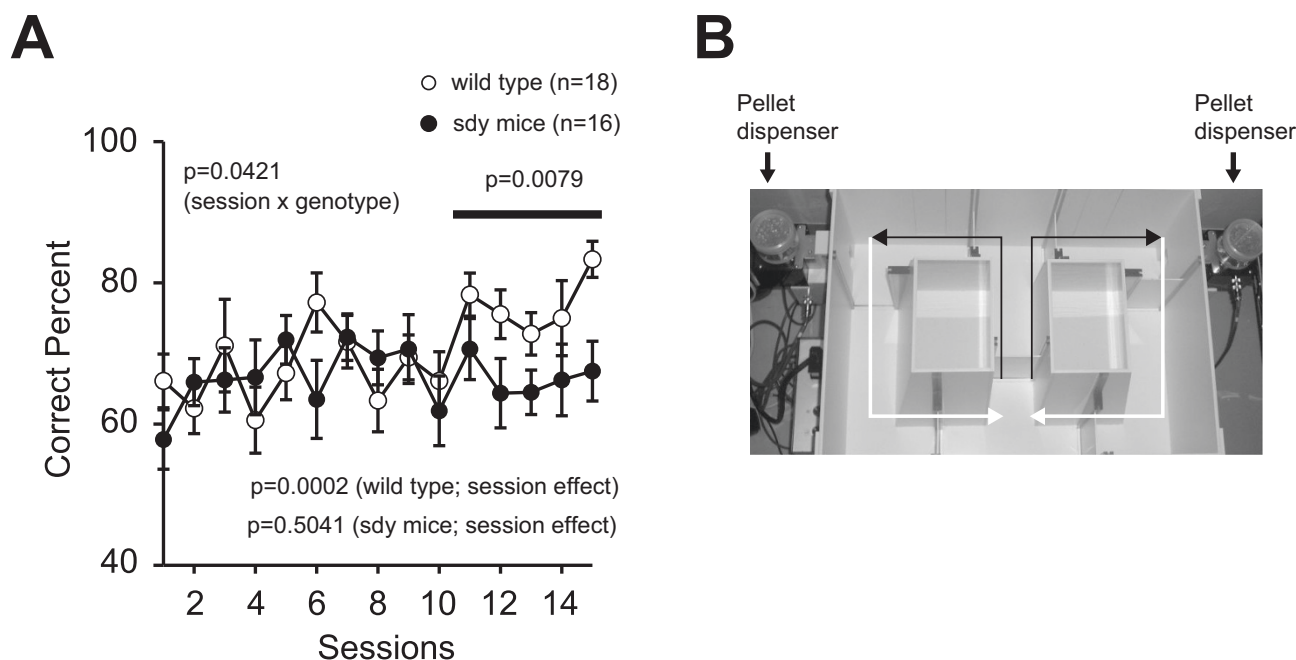 A
wild type (n=18)
sdy mice (n=16)
100
80
60
40
Correct Percent
p=0.0421
(session x genotype)
p=0.0079
p=0.0002 (wild type; session effect)
p=0.5041 (sdy mice; session effect)
2 4 6 8 10 12 14
Sessions
B
Pellet
dispenser
Pellet
dispenser